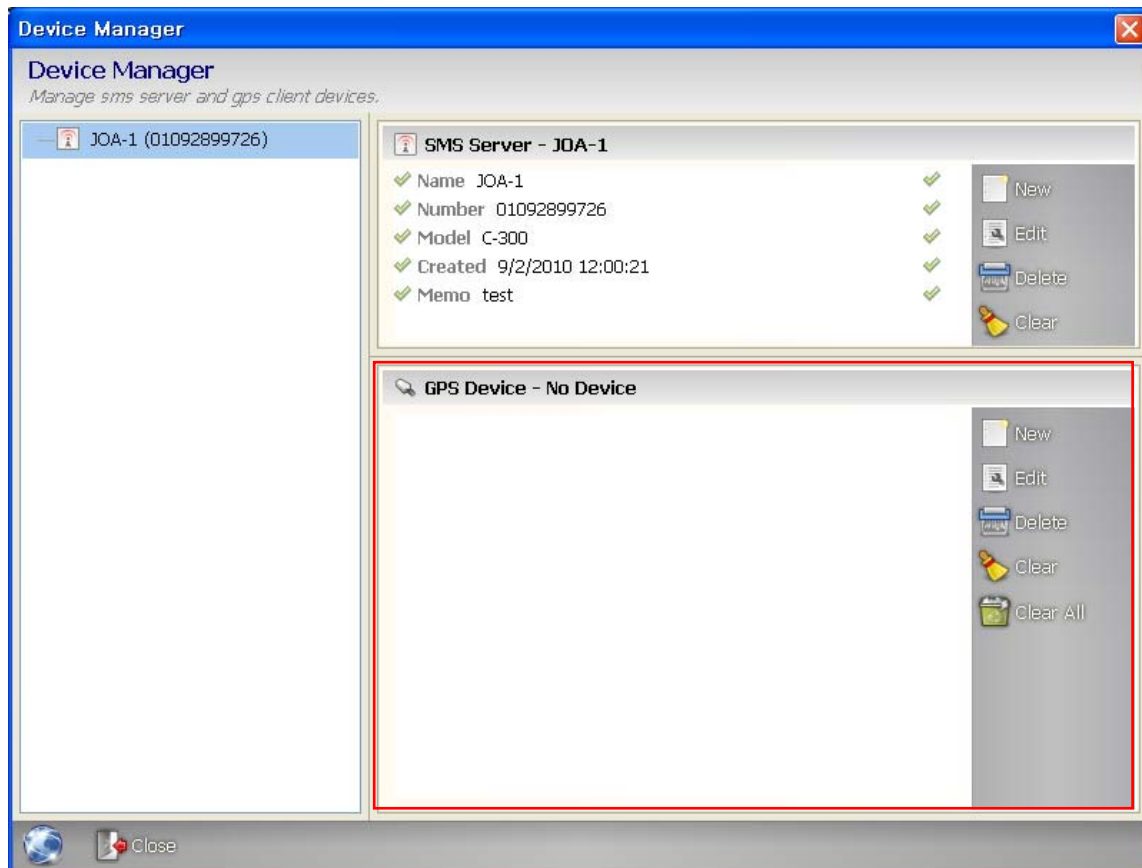 Device Manager
Device Manager
Manage sms server and gps client devices.
JOA-1 (01092899726)
SMS Server - JOA-1
Name JOA-1
Number 01092899726
Model C-300
Created 9/2/2010 12:00:21
Memo test
New
Edit
Delete
Clear
GPS Device - No Device
New
Edit
Delete
Clear
Clear All
Close